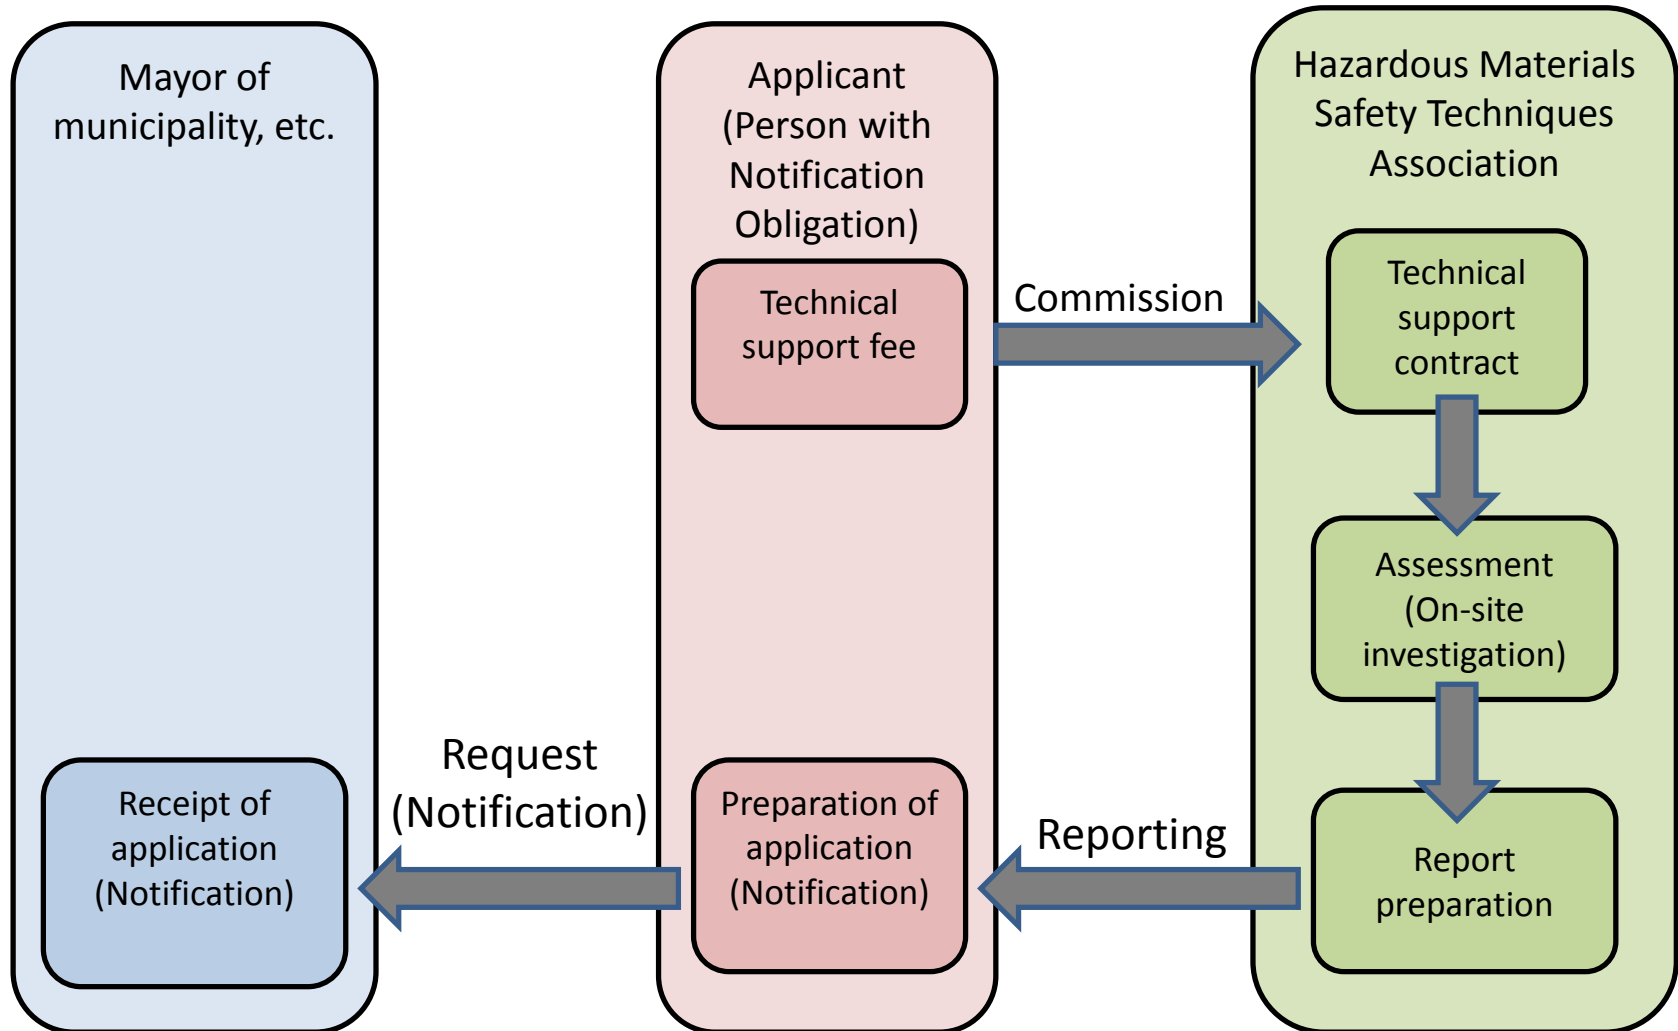 Mayor of
municipality, etc.
Receipt of
application
(Notification)
Request
(Notification)
Applicant
(Person with
Notification
Obligation)
Technical
support fee
Preparation of
application
(Notification)
Commission
Reporting
Hazardous Materials
Safety Techniques
Association
Technical
support
contract
Assessment
(On-site
investigation)
Report
preparation